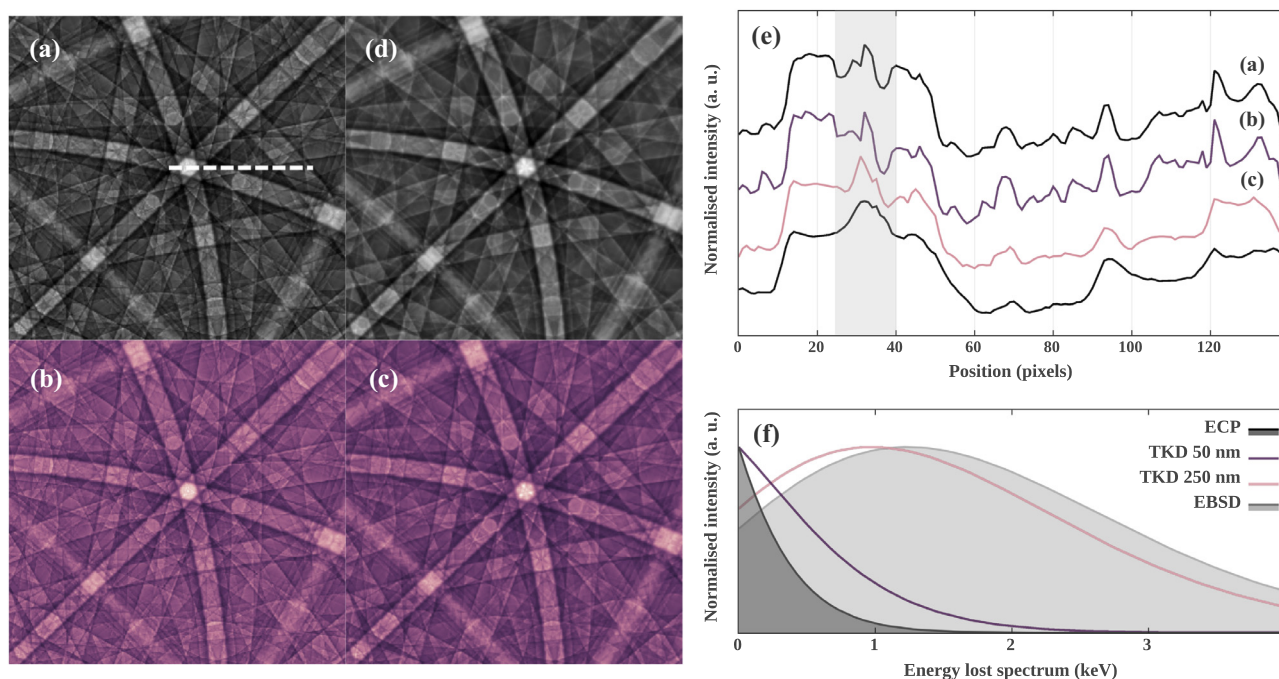 (a)
(d)
(b)
(c)
(e)
(a)
(b)
(c)
Normalised intensity (a. u.)
0 20 40 60 80 100 120
Position (pixels)
(f)
ECP
TKD 50 nm
TKD 250 nm
EBSD
Normalised intensity (a. u.)
0 1 2 3
Energy lost spectrum (keV)